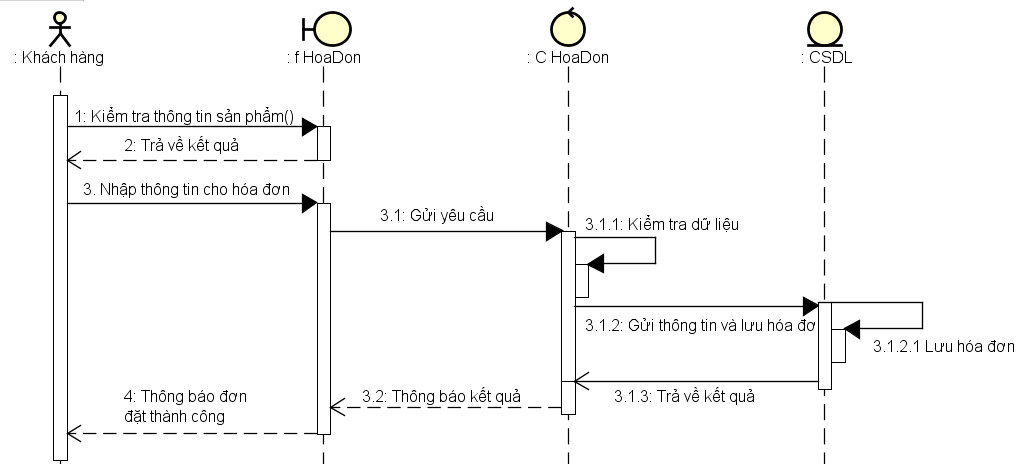 : Khách hàng
: f HoaDon
: C HoaDon
: CSDL
1: Kiểm tra thông tin sản phẩm()
2: Trả về kết quả
3. Nhập thông tin cho hóa đơn
3.1: Gửi yêu cầu
3.1.1: Kiểm tra dữ liệu
3.1.2: Gửi thông tin và lưu hóa đơ
3.1.2.1 Lưu hóa đơn
3.1.3: Trả về kết quả
3.2: Thông báo kết quả
4: Thông báo đơn
đặt thành công